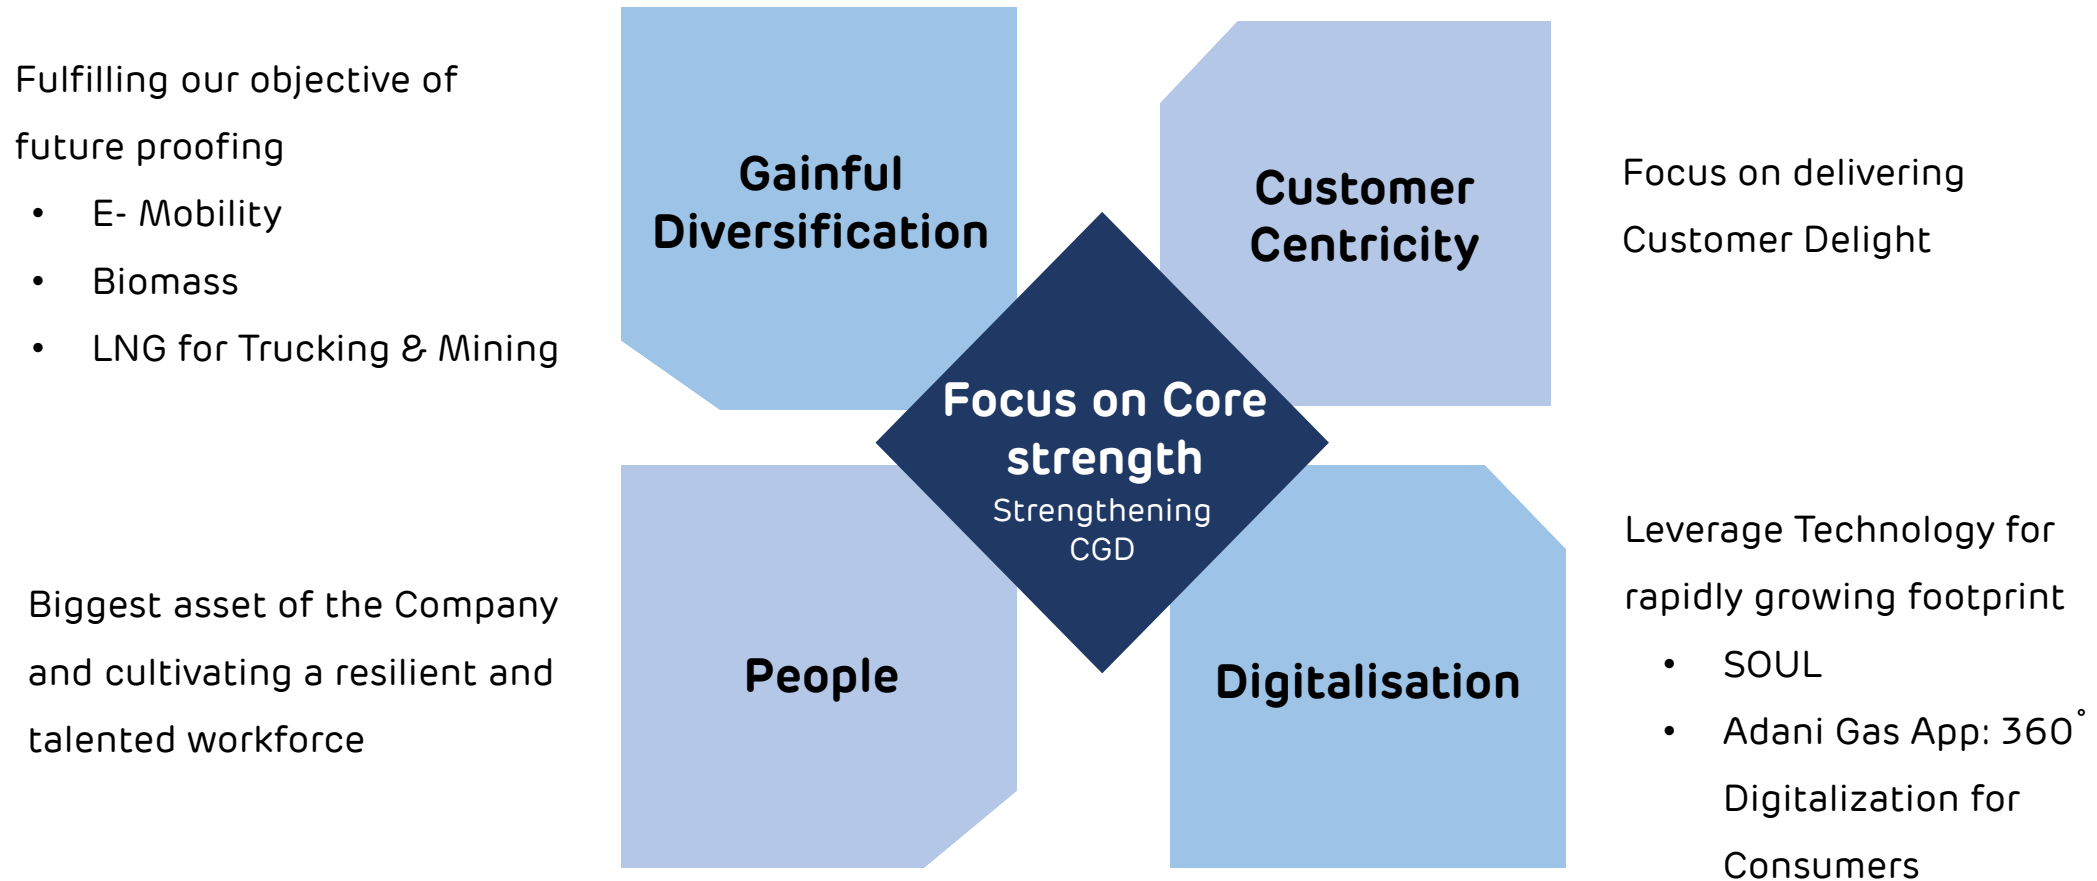 Fulfilling our objective of
future proofing
• E- Mobility
• Biomass
• LNG for Trucking & Mining
Gainful
Diversification
Customer
Centricity
Focus on delivering
Customer Delight
Focus on Core
strength
Strengthening
CGD
Biggest asset of the Company
and cultivating a resilient and
talented workforce
People
Digitalisation
Leverage Technology for
rapidly growing footprint
• SOUL
• Adani Gas App: 360°
Digitalization for
Consumers